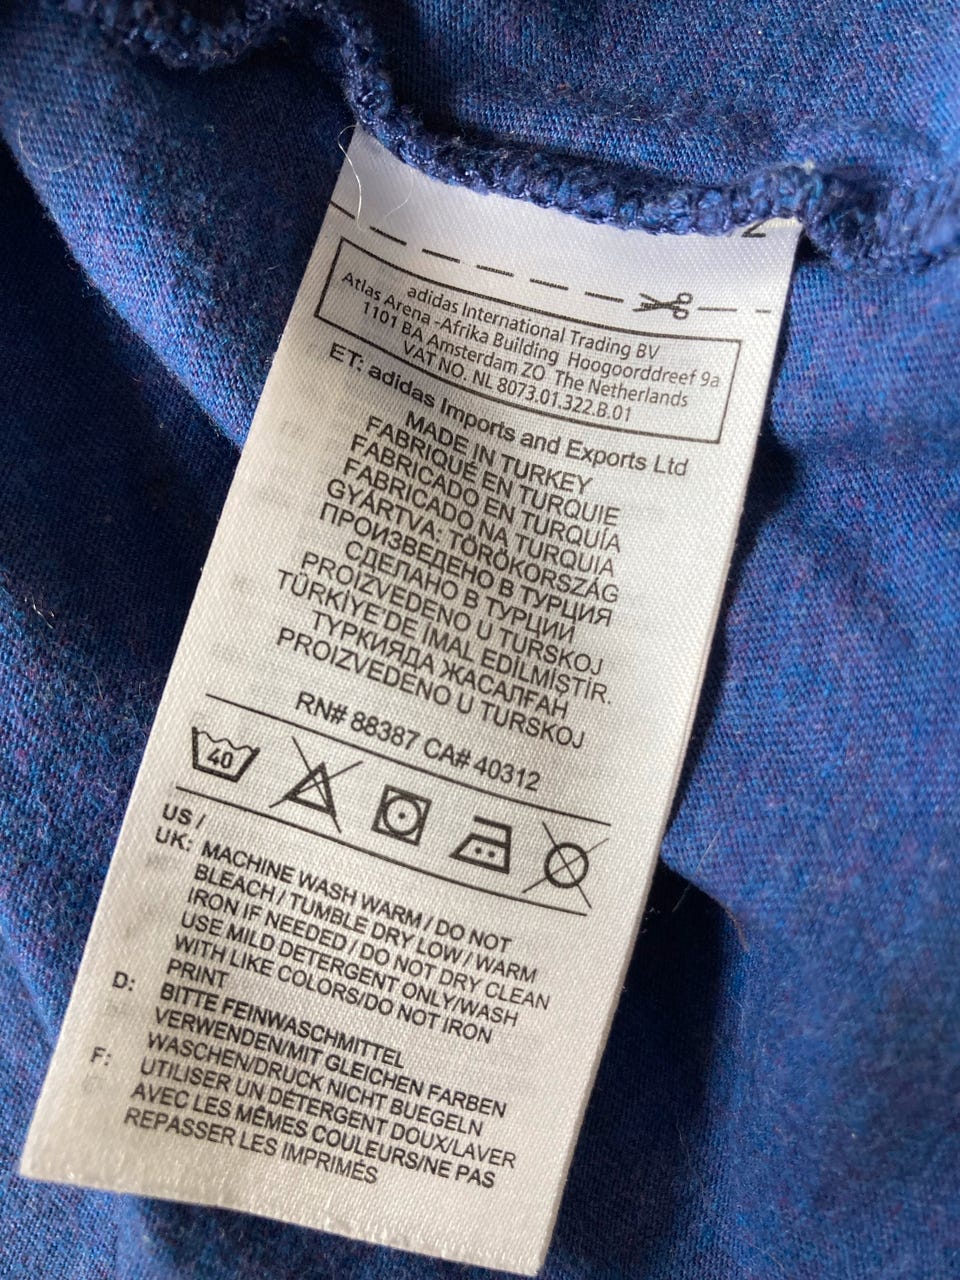 adidas International Trading BV
Atlas Arena -Afrika Building Hoogoorddreef 9a
1101 BA Amsterdam ZO The Netherlands
VAT NO. NL 8073.01.322.B.01
ET: adidas Imports and Exports Ltd
MADE IN TURKEY
FABRIQUÉ EN TURQUIE
FABRICADO EN TURQUÍA
FABRICADO NA TURQUIA
GYÁRTVA: TÖRÖKORSZÁG
ПРОИЗВЕДЕНО В ТУРЦИЯ
СДЕЛАНО В ТУРЦИИ
PROIZVEDENO U TURSKOJ
TÜRKİYE'DE İMAL EDİLMİŞTİR.
ТУРКИЯДА ЖАСАЛҒАН
PROIZVEDENO U TURSKOJ
RN# 88387 CA# 40312
40
US /
UK: MACHINE WASH WARM / DO NOT
BLEACH / TUMBLE DRY LOW / WARM
IRON IF NEEDED / DO NOT DRY CLEAN
USE MILD DETERGENT ONLY/WASH
WITH LIKE COLORS/DO NOT IRON
PRINT
D: BITTE FEINWASCHMITTEL
VERWENDEN/MIT GLEICHEN FARBEN
WASCHEN/DRUCK NICHT BUEGELN
F: UTILISER UN DÉTERGENT DOUX/LAVER
AVEC LES MÊMES COULEURS/NE PAS
REPASSER LES IMPRIMÉS